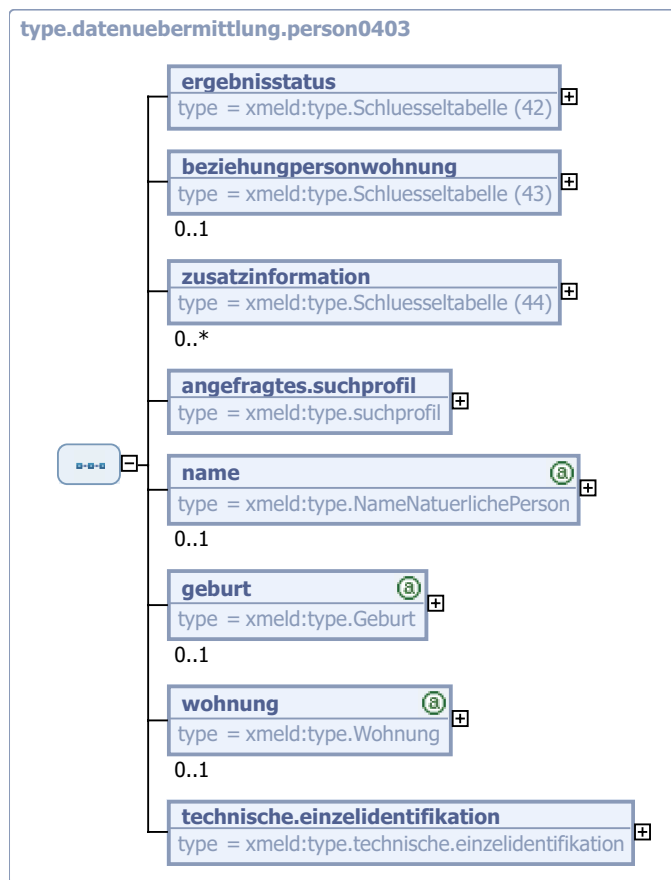 type.datenuebermittlung.person0403
ergebnisstatus
type = xmeld:type.Schluesseltabelle (42)
beziehungpersonwohnung
type = xmeld:type.Schluesseltabelle (43)
0..1
zusatzinformation
type = xmeld:type.Schluesseltabelle (44)
0..*
angefragtes.suchprofil
type = xmeld:type.suchprofil
name a
type = xmeld:type.NameNatuerlichePerson
0..1
geburt a
type = xmeld:type.Geburt
0..1
wohnung a
type = xmeld:type.Wohnung
0..1
technische.einzelidentifikation
type = xmeld:type.technische.einzelidentifikation